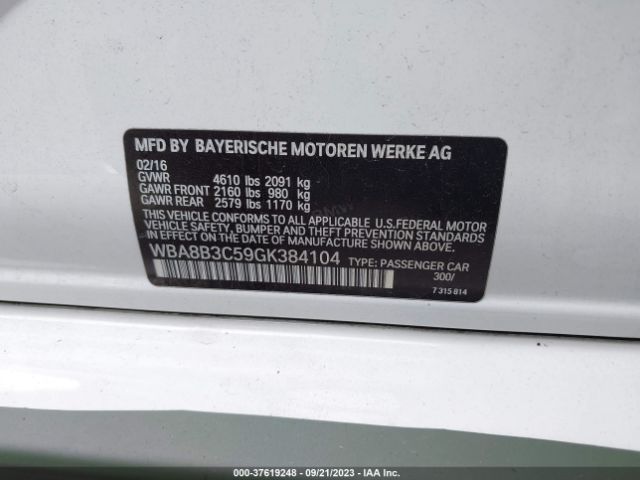 MFD BY BAYERISCHE MOTOREN WERKE AG
02/16
GVWR 4610 lbs 2091 kg
GAWR FRONT 2160 lbs 980 kg
GAWR REAR 2579 lbs 1170 kg
THIS VEHICLE CONFORMS TO ALL APPLICABLE U.S.FEDERAL MOTOR
VEHICLE SAFETY, BUMPER AND THEFT PREVENTION STANDARDS
IN EFFECT ON THE DATE OF MANUFACTURE SHOWN ABOVE.
WBA8B3C59GK384104 TYPE: PASSENGER CAR
300/
7 315 814
000-37619248 - 09/21/2023 - IAA Inc.